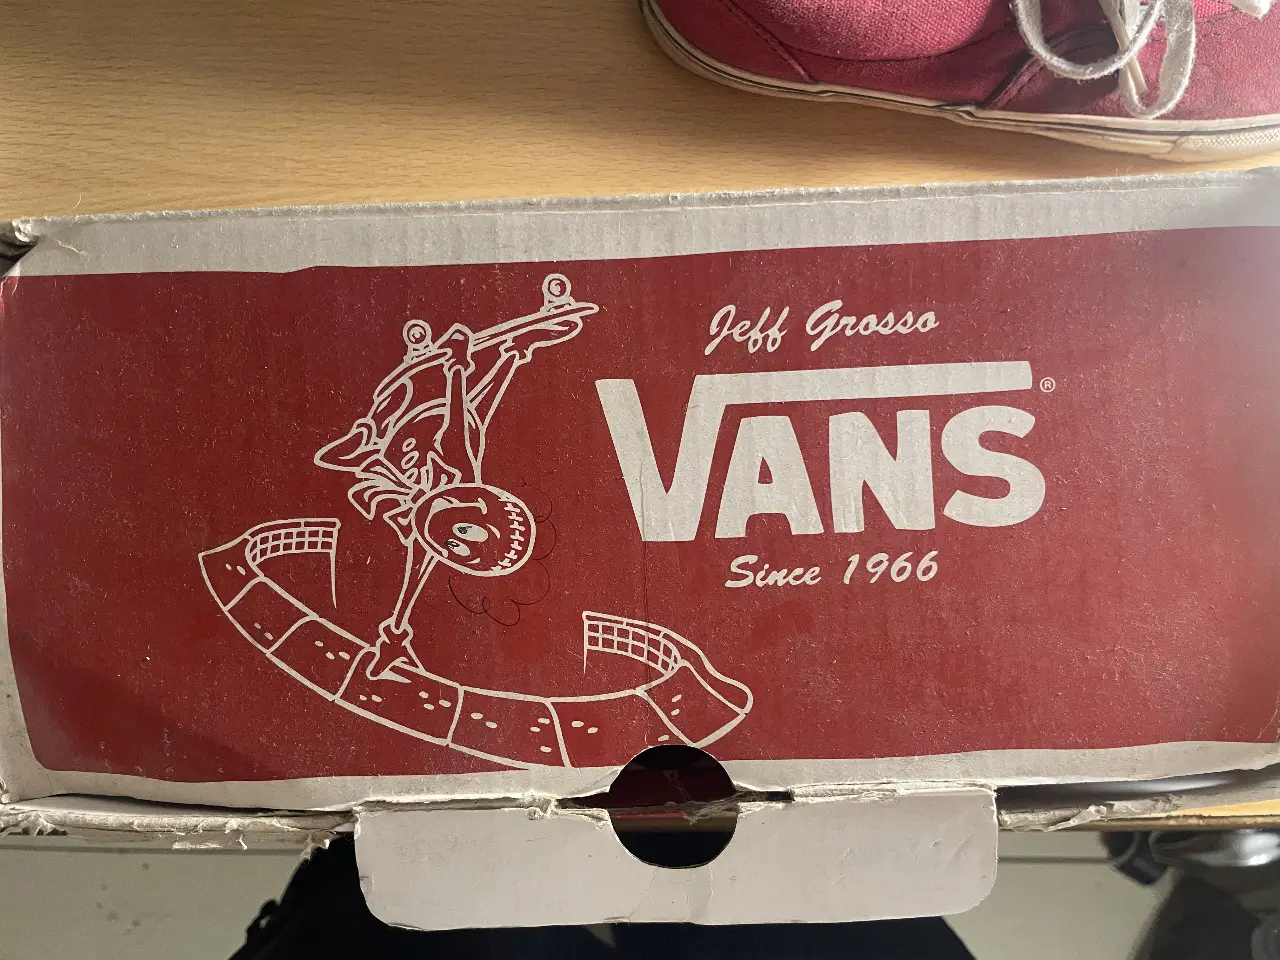 Jeff Grosso
VANS®
Since 1966